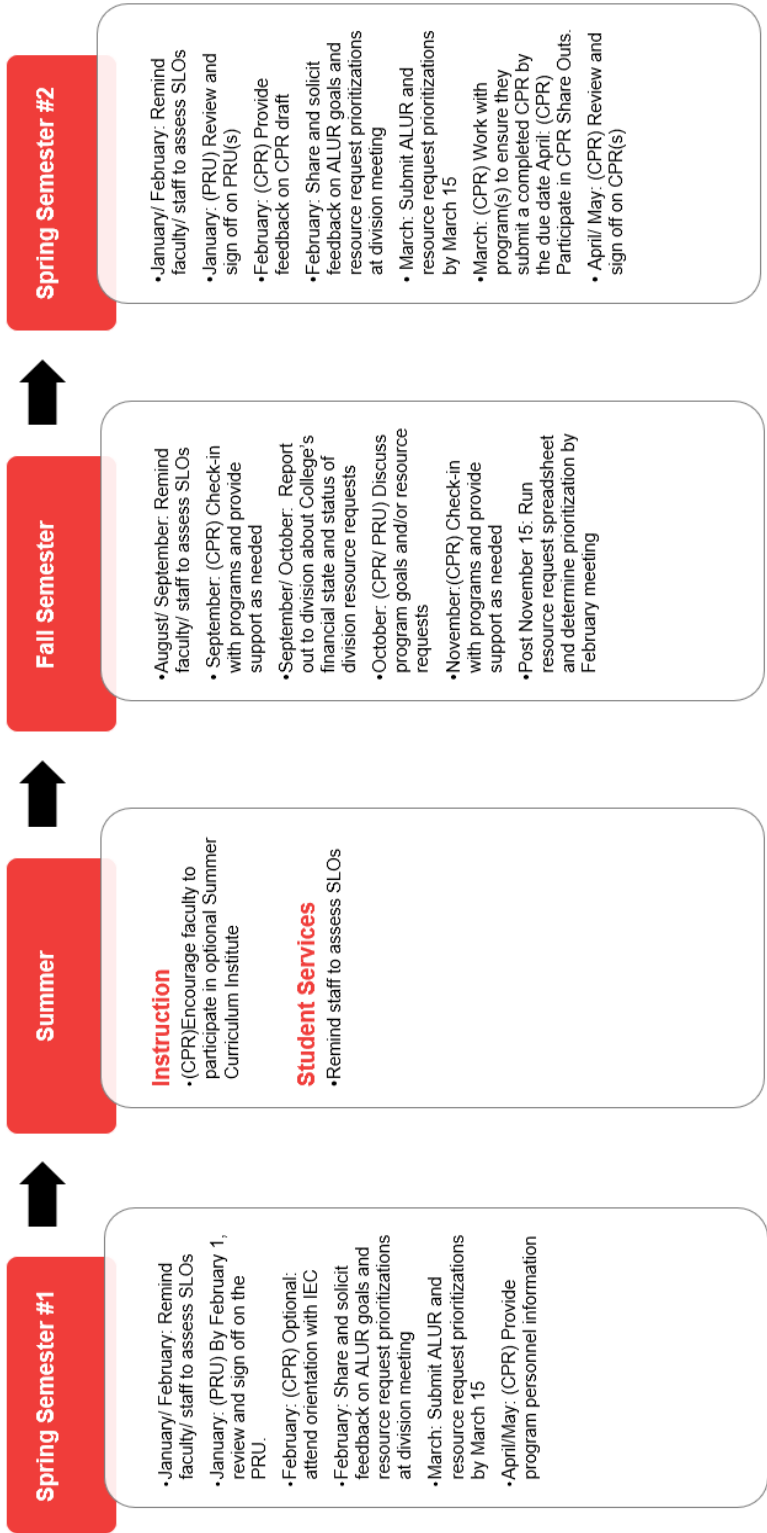 Spring Semester #1
•January/ February: Remind
faculty/ staff to assess SLOs
•January: (PRU) By February 1,
review and sign off on the
PRU.
•February: (CPR) Optional:
attend orientation with IEC
•February: Share and solicit
feedback on ALUR goals and
resource request prioritizations
at division meeting
•March: Submit ALUR and
resource request prioritizations
by March 15
•April/May: (CPR) Provide
program personnel information
Summer
Instruction
•(CPR)Encourage faculty to
participate in optional Summer
Curriculum Institute
Student Services
•Remind staff to assess SLOs
Fall Semester
•August/ September: Remind
faculty/ staff to assess SLOs
• September: (CPR) Check-in
with programs and provide
support as needed
•September/ October: Report
out to division about College's
financial state and status of
division resource requests
•October: (CPR/ PRU) Discuss
program goals and/or resource
requests
•November:(CPR) Check-in
with programs and provide
support as needed
•Post November 15: Run
resource request spreadsheet
and determine prioritization by
February meeting
Spring Semester #2
•January/ February: Remind
faculty/ staff to assess SLOs
•January: (PRU) Review and
sign off on PRU(s)
•February: (CPR) Provide
feedback on CPR draft
•February: Share and solicit
feedback on ALUR goals and
resource request prioritizations
at division meeting
• March: Submit ALUR and
resource request prioritizations
by March 15
•March: (CPR) Work with
program(s) to ensure they
submit a completed CPR by
the due date April: (CPR)
Participate in CPR Share Outs.
• April/ May: (CPR) Review and
sign off on CPR(s)